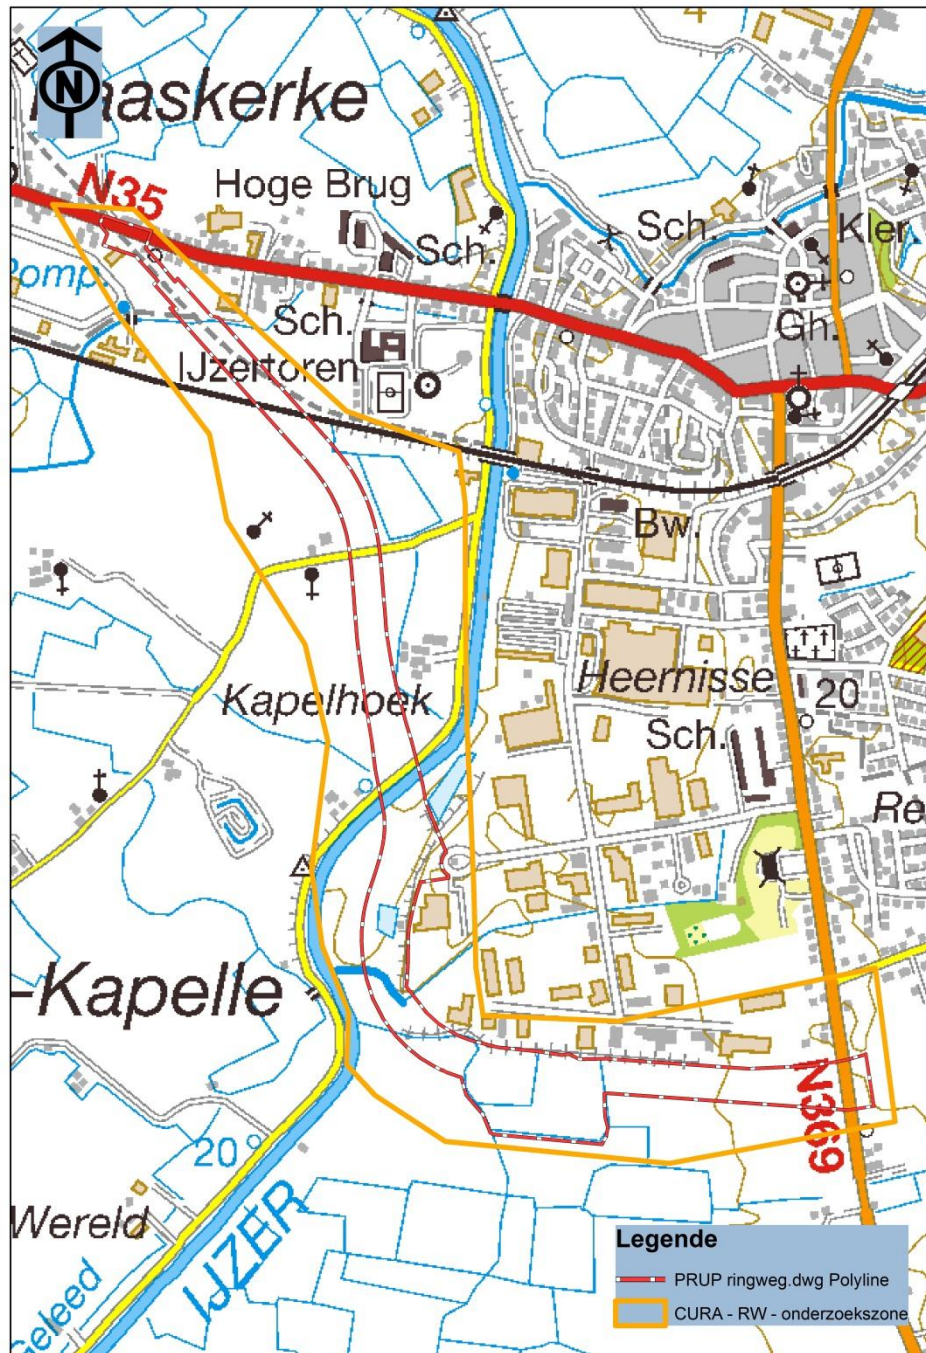 N
aaskerke
N35
Hoge Brug
Sch.
Sch.
Kler.
Pomp.
Sch.
Gh.
IJzertoren
Bw.
Heernisse
Kapelhoek
20
Sch.
Re
-Kapelle
N369
20
Wereld
IJZER
Geleed
Legende
PRUP ringweg.dwg Polyline
CURA - RW - onderzoekszone